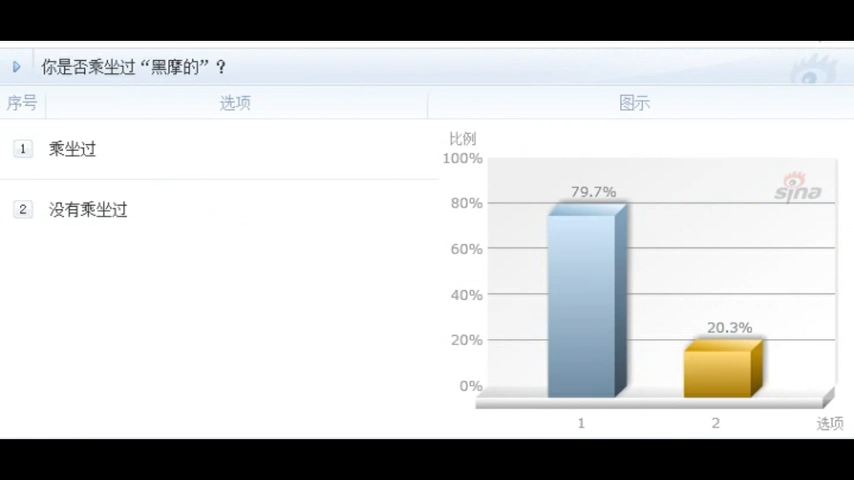 你是否乘坐过“黑摩的”？
序号 选项 图示
1 乘坐过
2 没有乘坐过
比例
100%
80%
60%
40%
20%
0%
79.7%
20.3%
1 2 选项
sina